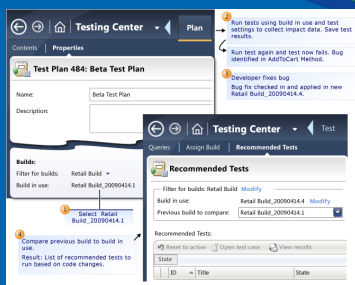 Testing Center
Plan
Contents
Properties
Test Plan 484: Beta Test Plan
Name:
Beta Test Plan
Description:
Builds:
Filter for builds:
Retail Build
Build in use:
Retail Build_20090414.1
1
Select Retail
Build_20090414.1
2
Run tests using build in use and test
settings to collect impact data. Save test
results.
Run test again and test now fails. Bug
identified in AddToCart Method.
3
Developer fixes bug
Bug fix checked in and applied in new
Retail Build_20090414.4.
4
Compare previous build to build in
use.
Result: List of recommended tests to
run based on code changes.
Testing Center
Test
Queries
Assign Build
Recommended Tests
Recommended Tests
Filter for builds: Retail Build Modify
Build in use:
Retail Build_20090414.4 Modify
Previous build to compare:
Retail Build_20090414.1
Recommended Tests:
Reset to active
Open test case
View results
State
ID
Title
State